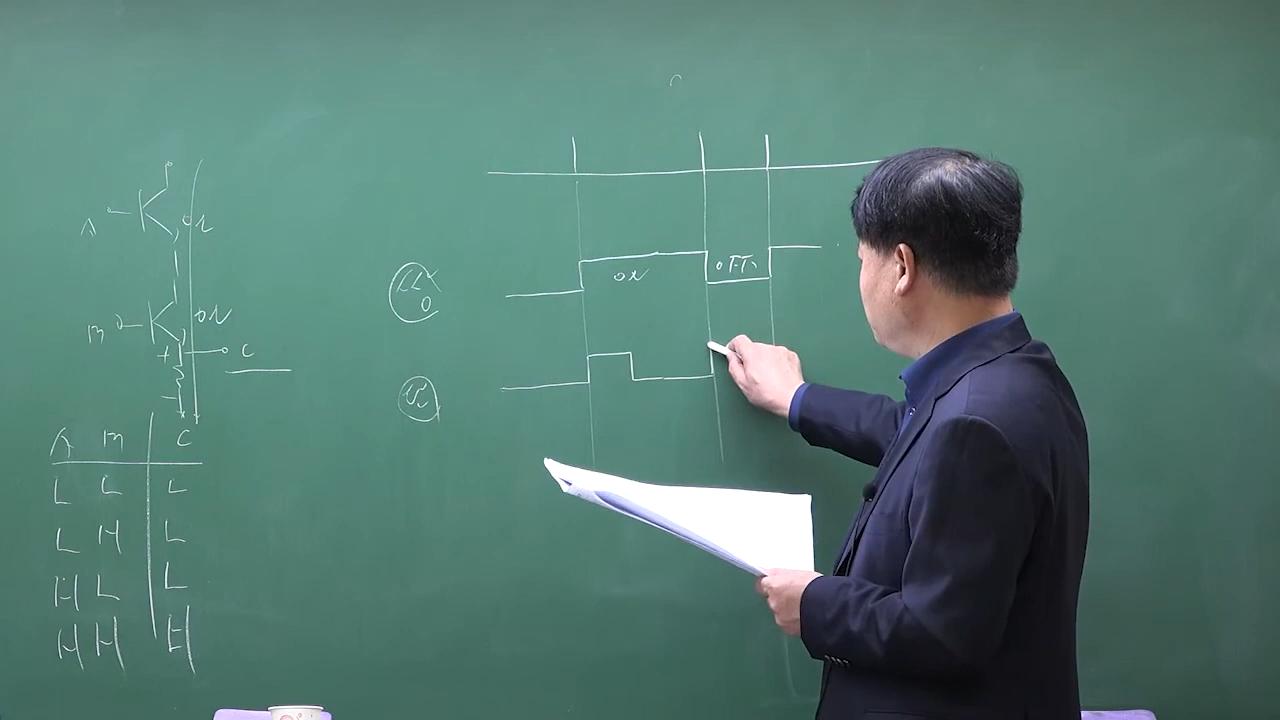 A ON
ON OFF
B ON
C
A B C
L L L
L H L
H L L
H H H